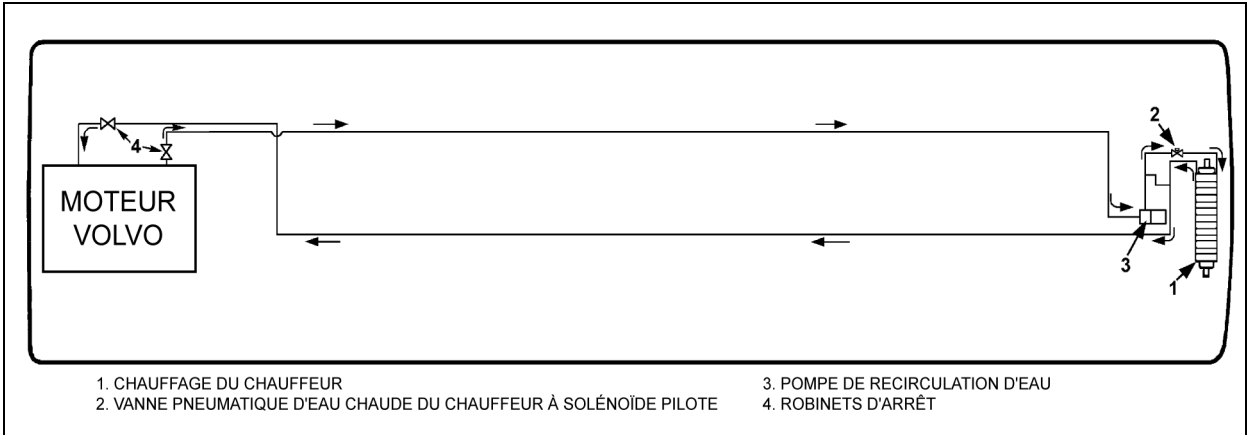 4
2
MOTEUR
VOLVO
3
1
1. CHAUFFAGE DU CHAUFFEUR
2. VANNE PNEUMATIQUE D'EAU CHAUDE DU CHAUFFEUR À SOLÉNOÏDE PILOTE
3. POMPE DE RECIRCULATION D'EAU
4. ROBINETS D'ARRÊT